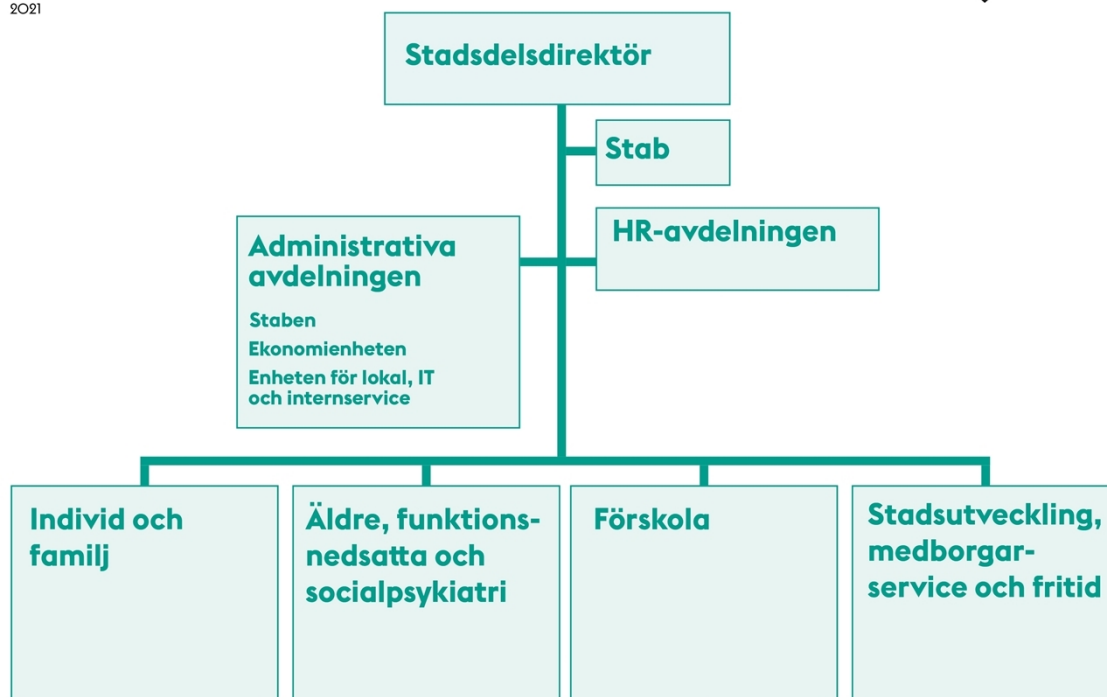 2021
Stadsdelsdirektör
Stab
HR-avdelningen
Administrativa
avdelningen
Staben
Ekonomienheten
Enheten för lokal, IT
och internservice
Individ och
familj
Äldre, funktions-
nedsatta och
socialpsykiatri
Förskola
Stadsutveckling,
medborgar-
service och fritid